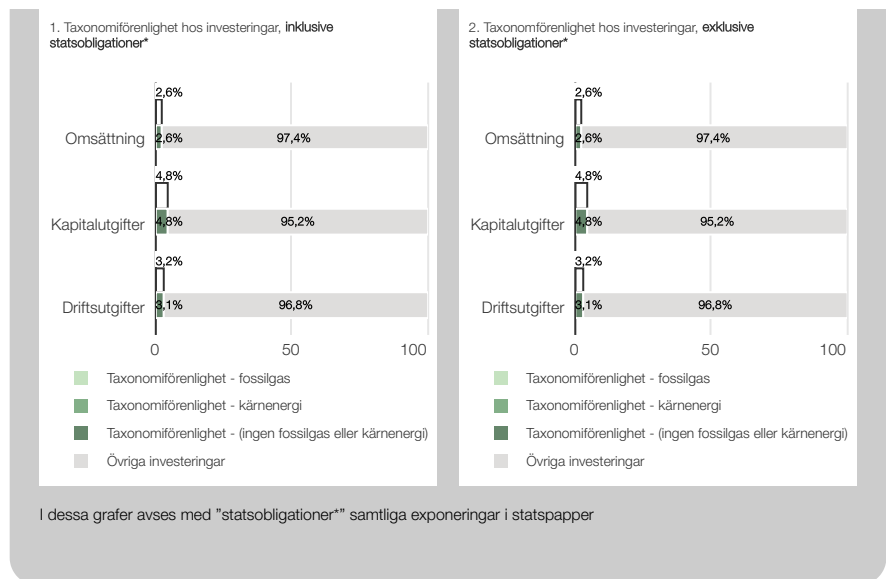 1. Taxonomiförenlighet hos investeringar, inklusive
statsobligationer*
2,6%
Omsättning 2,6% 97,4%
4,8%
Kapitalutgifter 4,8% 95,2%
3,2%
Driftsutgifter 3,1% 96,8%
0 50 100
Taxonomiförenlighet - fossilgas
Taxonomiförenlighet - kärnenergi
Taxonomiförenlighet - (ingen fossilgas eller kärnenergi)
Övriga investeringar
2. Taxonomförenlighet hos investeringar, exklusive
statsobligationer*
2,6%
Omsättning 2,6% 97,4%
4,8%
Kapitalutgifter 4,8% 95,2%
3,2%
Driftsutgifter 3,1% 96,8%
0 50 100
Taxonomiförenlighet - fossilgas
Taxonomiförenlighet - kärnenergi
Taxonomiförenlighet - (ingen fossilgas eller kärnenergi)
Övriga investeringar
I dessa grafer avses med ”statsobligationer*” samtliga exponeringar i statspapper